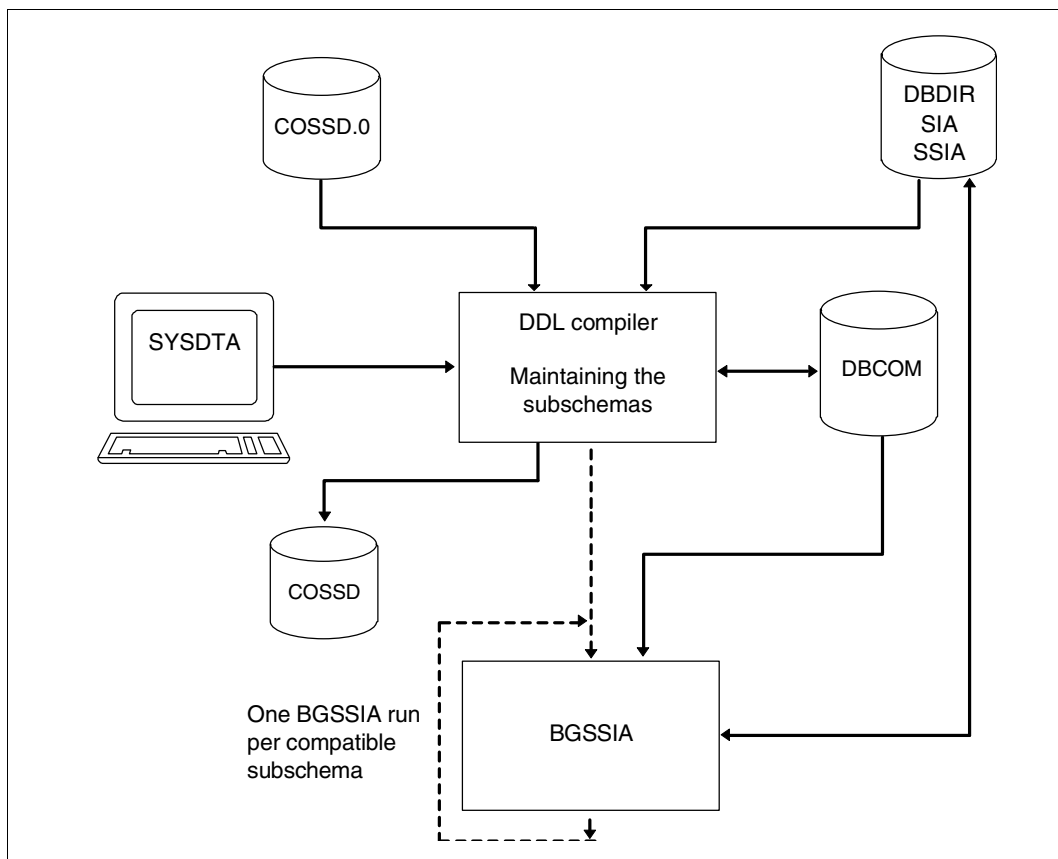 COSSD.0
DBDIR
SIA
SSIA
SYSDTA
DDL compiler
Maintaining the
subschemas
DBCOM
COSSD
One BGSSIA run
per compatible
subschema
BGSSIA